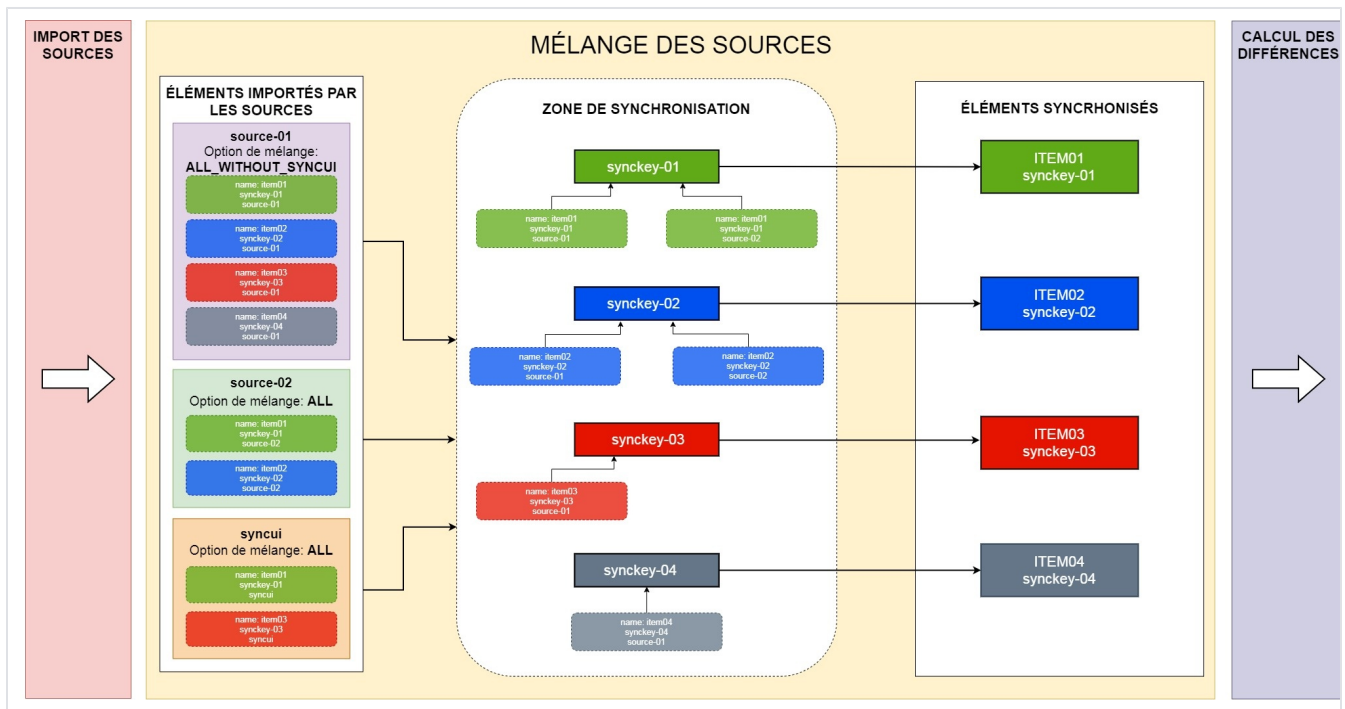 IMPORT DES
SOURCES
MÉLANGE DES SOURCES
ÉLÉMENTS IMPORTÉS PAR
LES SOURCES
source-01
Option de mélange:
ALL_WITHOUT_SYNCUI
name: item01
synckey-01
source-01
name: item02
synckey-02
source-01
name: item03
synckey-03
source-01
name: item04
synckey-04
source-01
source-02
Option de mélange: ALL
name: item01
synckey-01
source-02
name: item02
synckey-02
source-02
syncui
Option de mélange: ALL
name: item01
synckey-01
syncui
name: item03
synckey-03
syncui
ZONE DE SYNCHRONISATION
synckey-01
name: item01
synckey-01
source-01
name: item01
synckey-01
source-02
synckey-02
name: item02
synckey-02
source-01
name: item02
synckey-02
source-02
synckey-03
name: item03
synckey-03
source-01
synckey-04
name: item04
synckey-04
source-01
ÉLÉMENTS SYNCRHONISÉS
ITEM01
synckey-01
ITEM02
synckey-02
ITEM03
synckey-03
ITEM04
synckey-04
CALCUL DES
DIFFÉRENCES